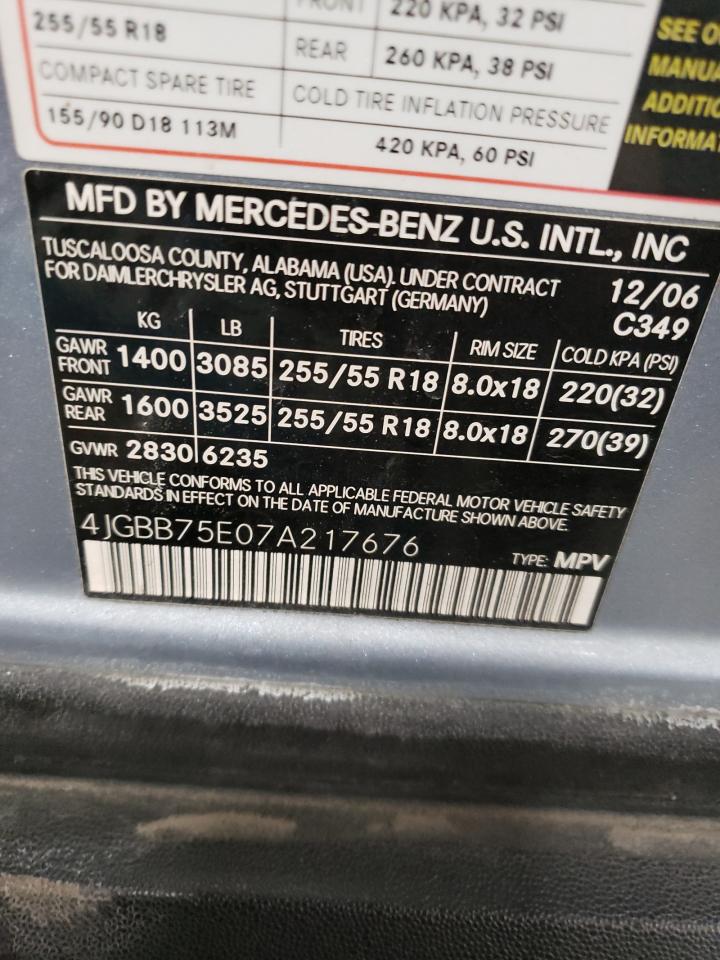 FRONT 220 KPA, 32 PSI
255/55 R18
REAR 260 KPA, 38 PSI
COMPACT SPARE TIRE COLD TIRE INFLATION PRESSURE
155/90 D18 113M 420 KPA, 60 PSI
SEE
MFD BY MERCEDES-BENZ U.S. INTL., INC
TUSCALOOSA COUNTY, ALABAMA (USA). UNDER CONTRACT 12/06
FOR DAIMLERCHRYSLER AG, STUTTGART (GERMANY) C349
KG LB TIRES RIM SIZE COLD KPA (PSI)
GAWR FRONT 1400 3085 255/55 R18 8.0x18 220(32)
GAWR REAR 1600 3525 255/55 R18 8.0x18 270(39)
GVWR 2830 6235
THIS VEHICLE CONFORMS TO ALL APPLICABLE FEDERAL MOTOR VEHICLE SAFETY
STANDARDS IN EFFECT ON THE DATE OF MANUFACTURE SHOWN ABOVE.
4JGBB75E07A217676
TYPE: MPV